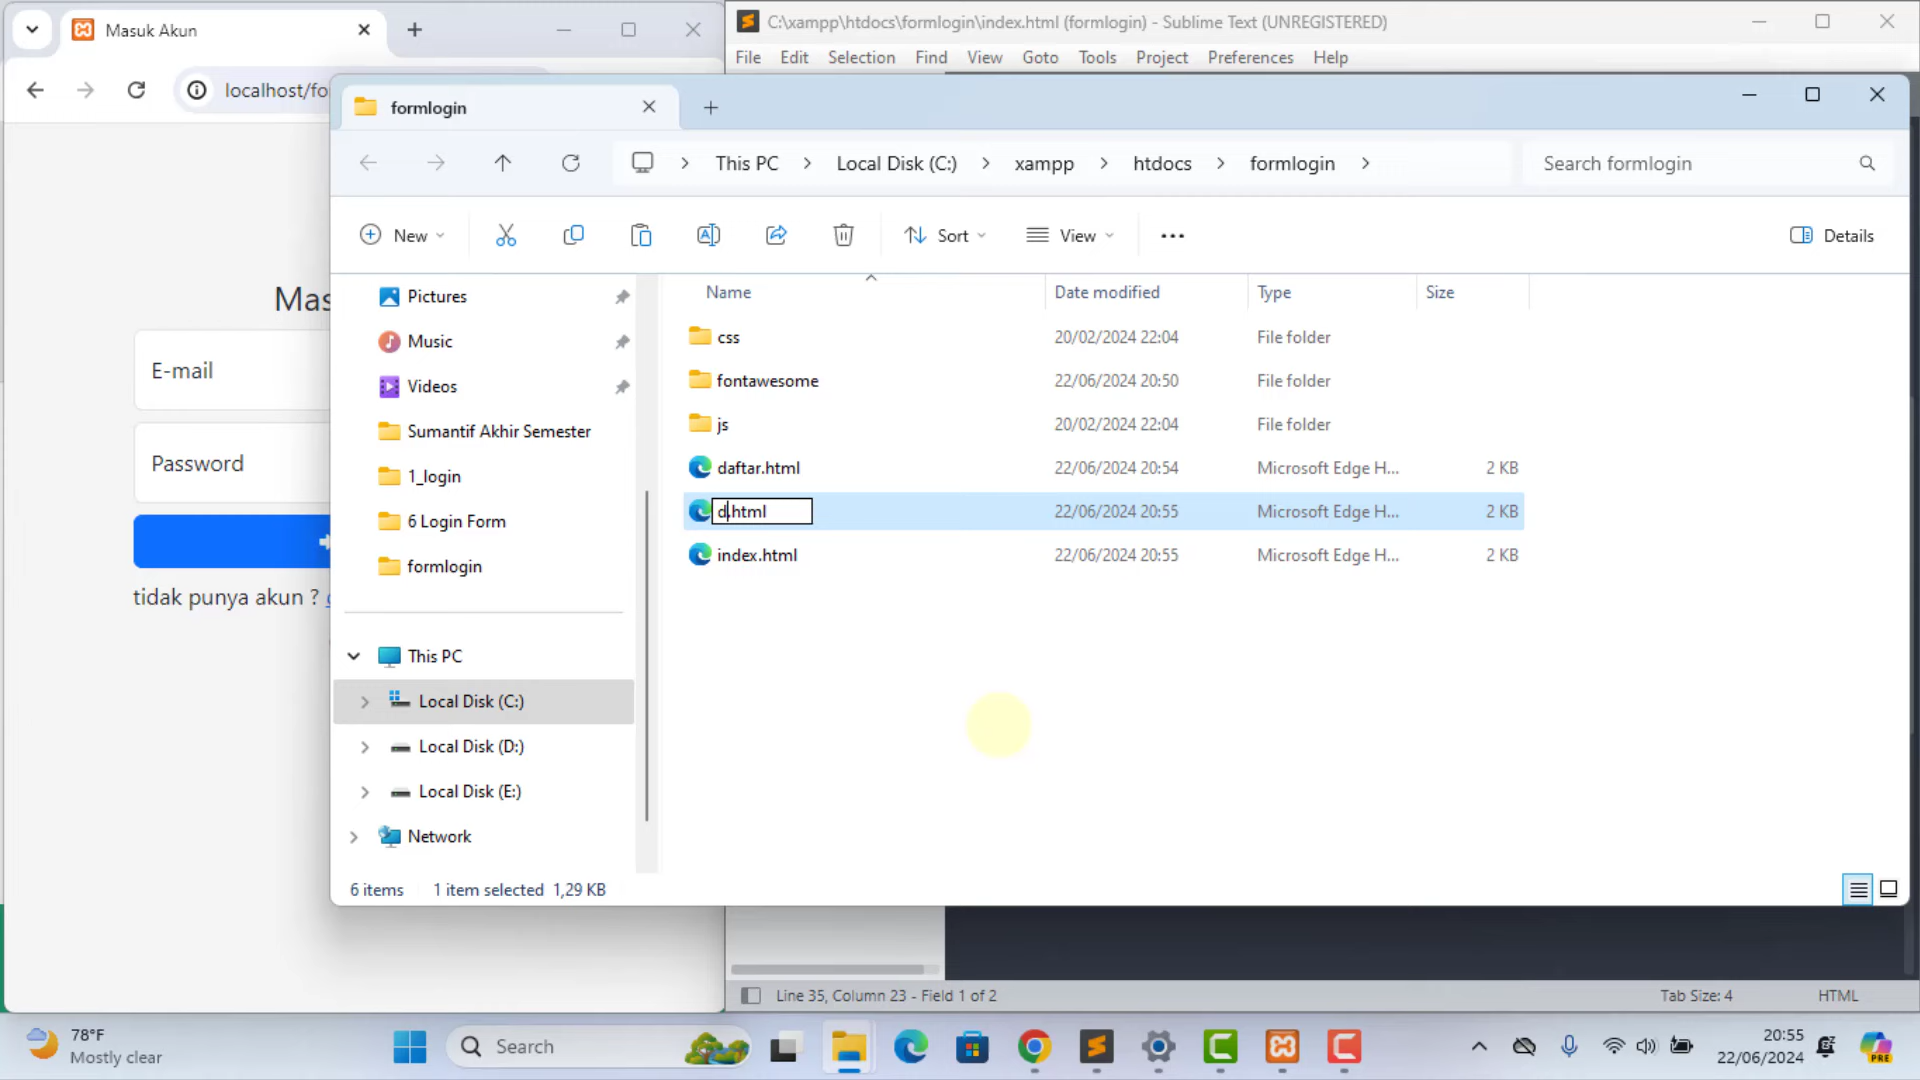 Masuk Akun
localhost/fo
Mas
E-mail
Password
tidak punya akun ?
C:\xampp\htdocs\formlogin\index.html (formlogin) - Sublime Text (UNREGISTERED)
File Edit Selection Find View Goto Tools Project Preferences Help
formlogin
This PC > Local Disk (C:) > xampp > htdocs > formlogin >
Search formlogin
New
Sort
View
Details
Pictures
Music
Videos
Sumantif Akhir Semester
1_login
6 Login Form
formlogin
This PC
Local Disk (C:)
Local Disk (D:)
Local Disk (E:)
Network
Name Date modified Type Size
css 20/02/2024 22:04 File folder
fontawesome 22/06/2024 20:50 File folder
js 20/02/2024 22:04 File folder
daftar.html 22/06/2024 20:54 Microsoft Edge H... 2 KB
d.html 22/06/2024 20:55 Microsoft Edge H... 2 KB
index.html 22/06/2024 20:55 Microsoft Edge H... 2 KB
6 items 1 item selected 1,29 KB
Line 35, Column 23 - Field 1 of 2
Tab Size: 4
HTML
78°F
Mostly clear
Search
20:55
22/06/2024
PRE